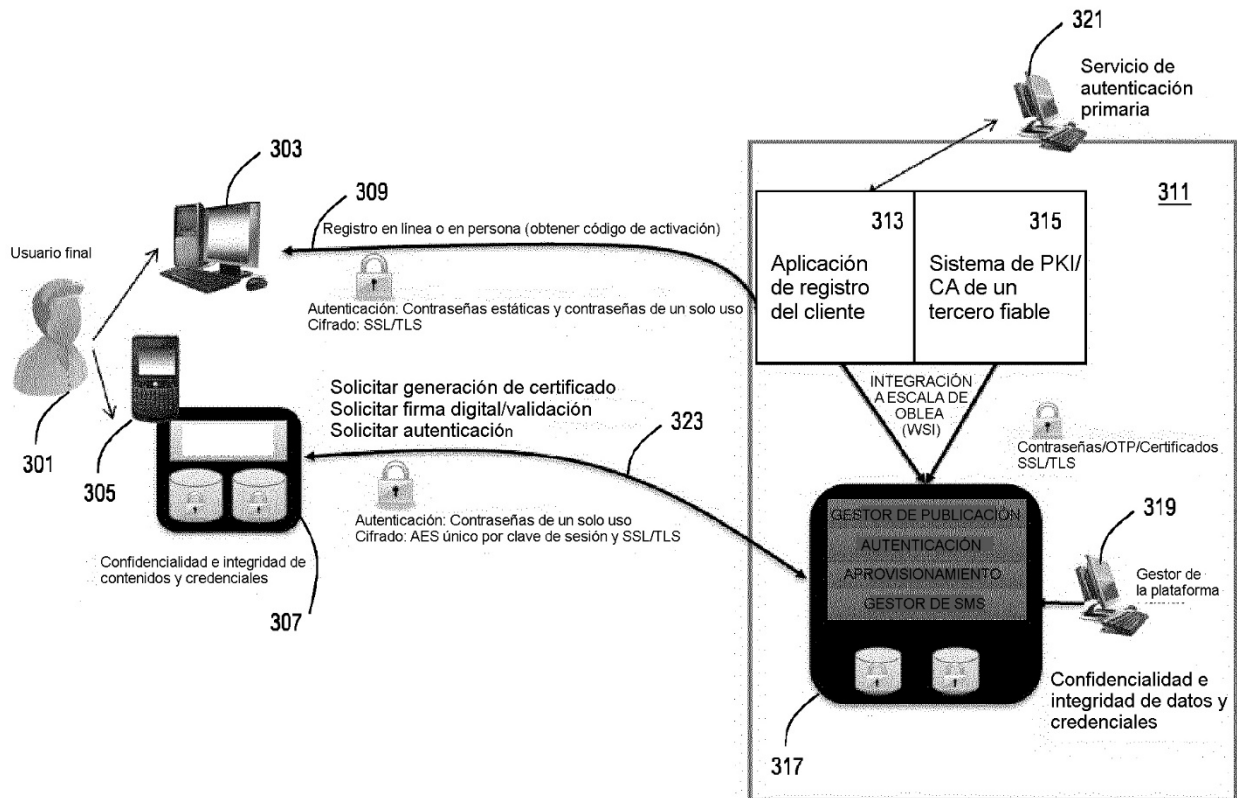 321
Servicio de
autenticación
primaria
303
309
311
Registro en línea o en persona (obtener código de activación)
313
315
Usuario final
Aplicación
de registro
del cliente
Sistema de PKI/
CA de un
tercero fiable
Autenticación: Contraseñas estáticas y contraseñas de un solo uso
Cifrado: SSL/TLS
Solicitar generación de certificado
Solicitar firma digital/validación
Solicitar autenticación
323
INTEGRACIÓN
A ESCALA DE
OBLEA
(WSI)
301
305
Contraseñas/OTP/Certificados
SSL/TLS
Autenticación: Contraseñas de un solo uso
Cifrado: AES único por clave de sesión y SSL/TLS
GESTOR DE PUBLICACIÓN
AUTENTICACIÓN
APROVISIONAMIENTO
GESTOR DE SMS
319
Gestor de
la plataforma
Confidencialidad e integridad de
contenidos y credenciales
307
Confidencialidad e
integridad de datos y
credenciales
317